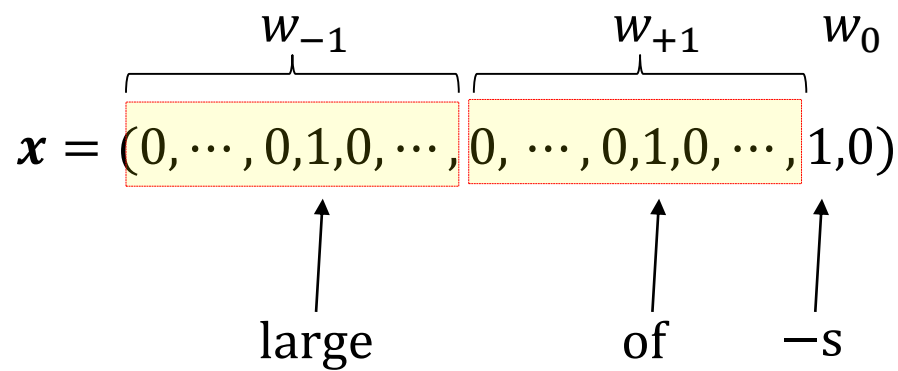 w₋₁ w₊₁ w₀
x = (0, ⋯ , 0,1,0, ⋯ , 0, ⋯ , 0,1,0, ⋯ , 1,0)
large of −s